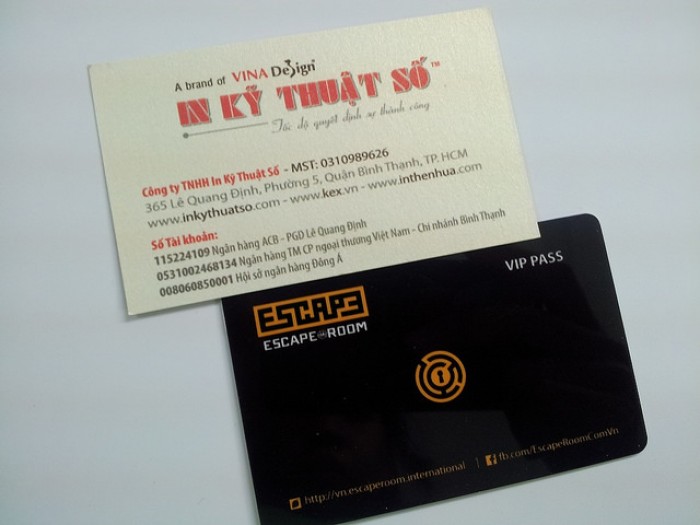 A brand of VINA Design
IN KỸ THUẬT SỐ™
Tốc độ quyết định sự thành công
Công ty TNHH In Kỹ Thuật Số - MST: 0310989626
365 Lê Quang Định, Phường 5, Quận Bình Thạnh, TP. HCM
www.inkythuatso.com - www.kex.vn - www.inthenhua.com
Số Tài khoản:
115224109 Ngân hàng ACB - PGD Lê Quang Định
0531002468134 Ngân hàng TM CP ngoại thương Việt Nam - Chi nhánh Bình Thạnh
008060850001 Hội sở ngân hàng Đông Á
VIP PASS
ESCAPE
ESCAPE THE ROOM
http://vn.escaperoom.international | fb.com/EscapeRoomComVn